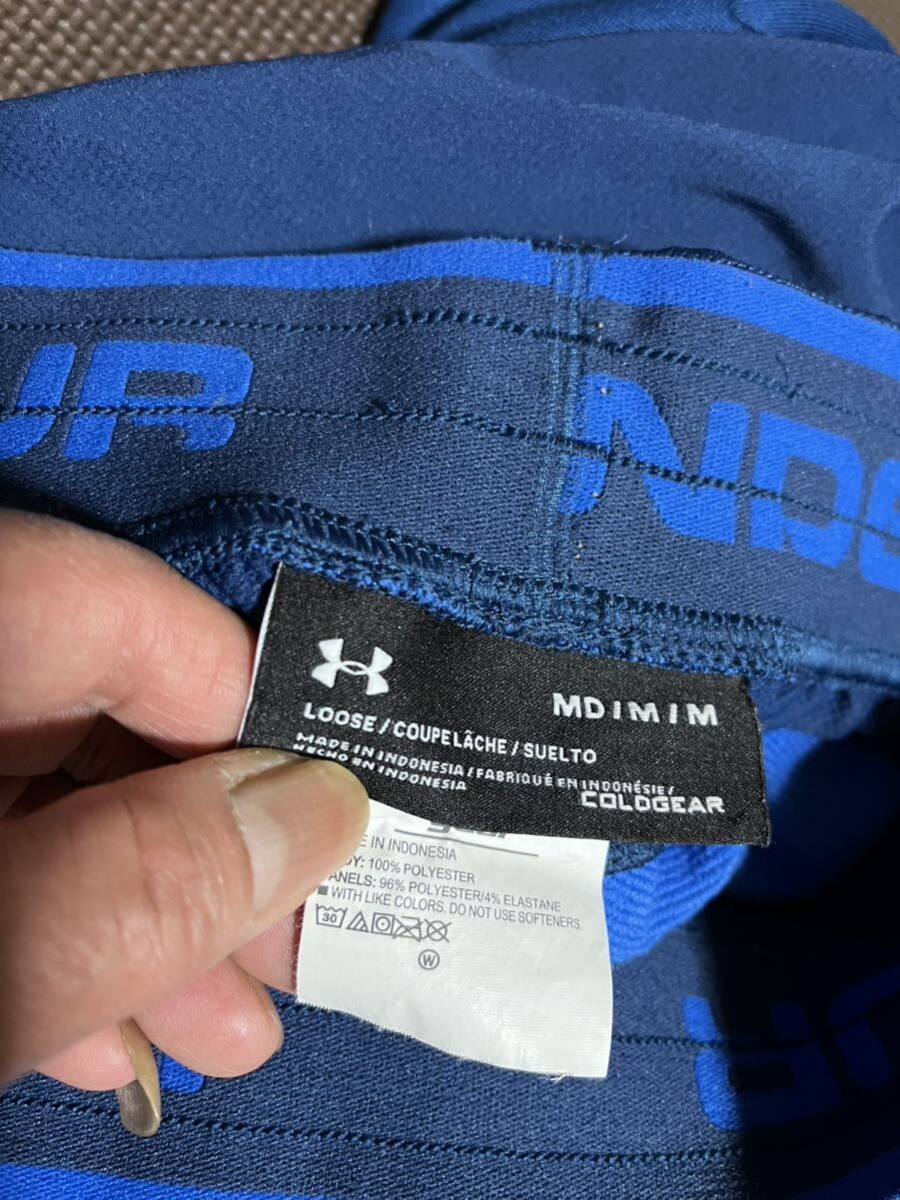 UR
NDE
MD/M/M
LOOSE / COUPE LÂCHE / SUELTO
MADE IN INDONESIA / FABRIQUÉ EN INDONÉSIE /
HECHO EN INDONESIA
COLDGEAR
E IN INDONESIA
DY: 100% POLYESTER
ANELS: 96% POLYESTER/4% ELASTANE
WITH LIKE COLORS. DO NOT USE SOFTENERS
30
W